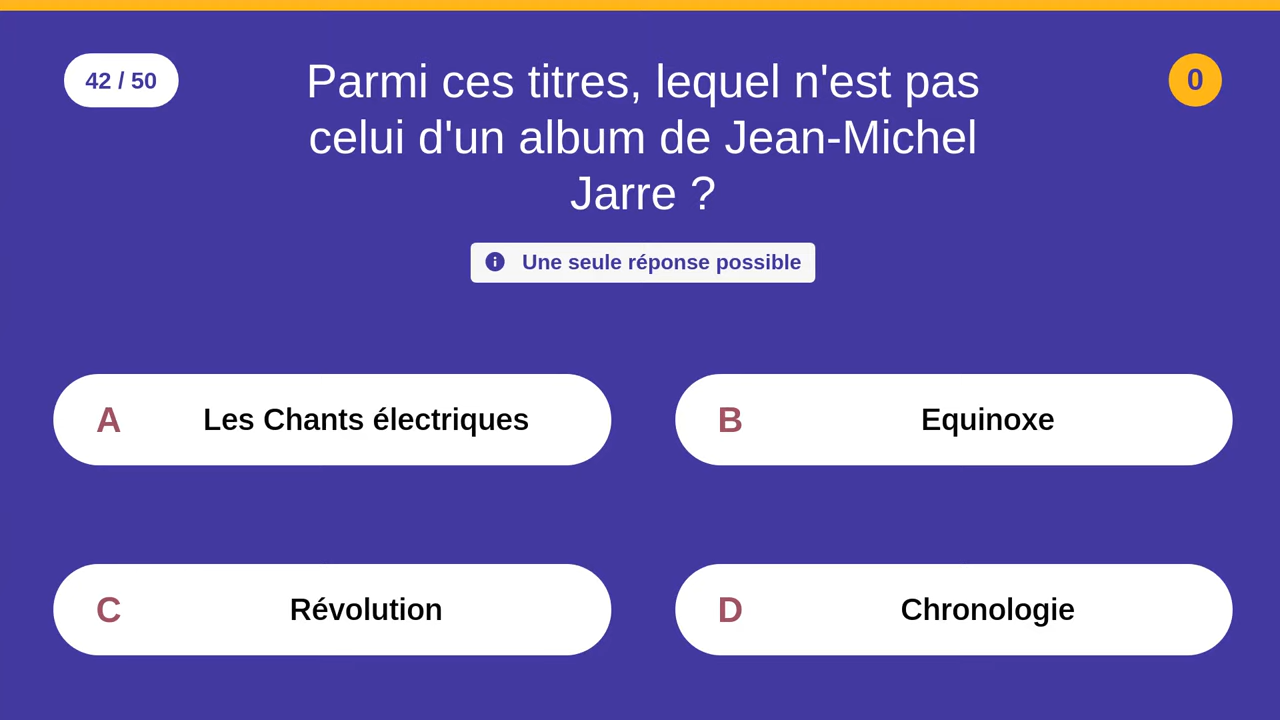 42 / 50
Parmi ces titres, lequel n'est pas
celui d'un album de Jean-Michel
Jarre ?
0
Une seule réponse possible
A Les Chants électriques
B Equinoxe
C Révolution
D Chronologie